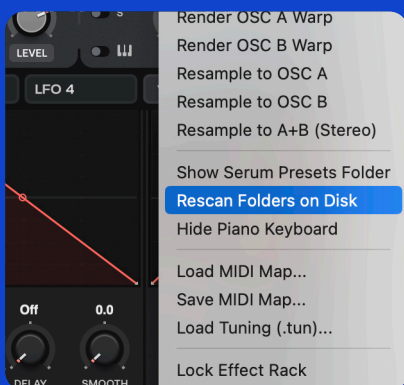 Render OSC A Warp
S
Render OSC B Warp
LEVEL
Resample to OSC A
LFO 4
Resample to OSC B
Resample to A+B (Stereo)
Show Serum Presets Folder
Rescan Folders on Disk
Hide Piano Keyboard
Load MIDI Map...
Save MIDI Map...
Off
0.0
Load Tuning (.tun)...
Lock Effect Rack
DELAY
SMOOTH